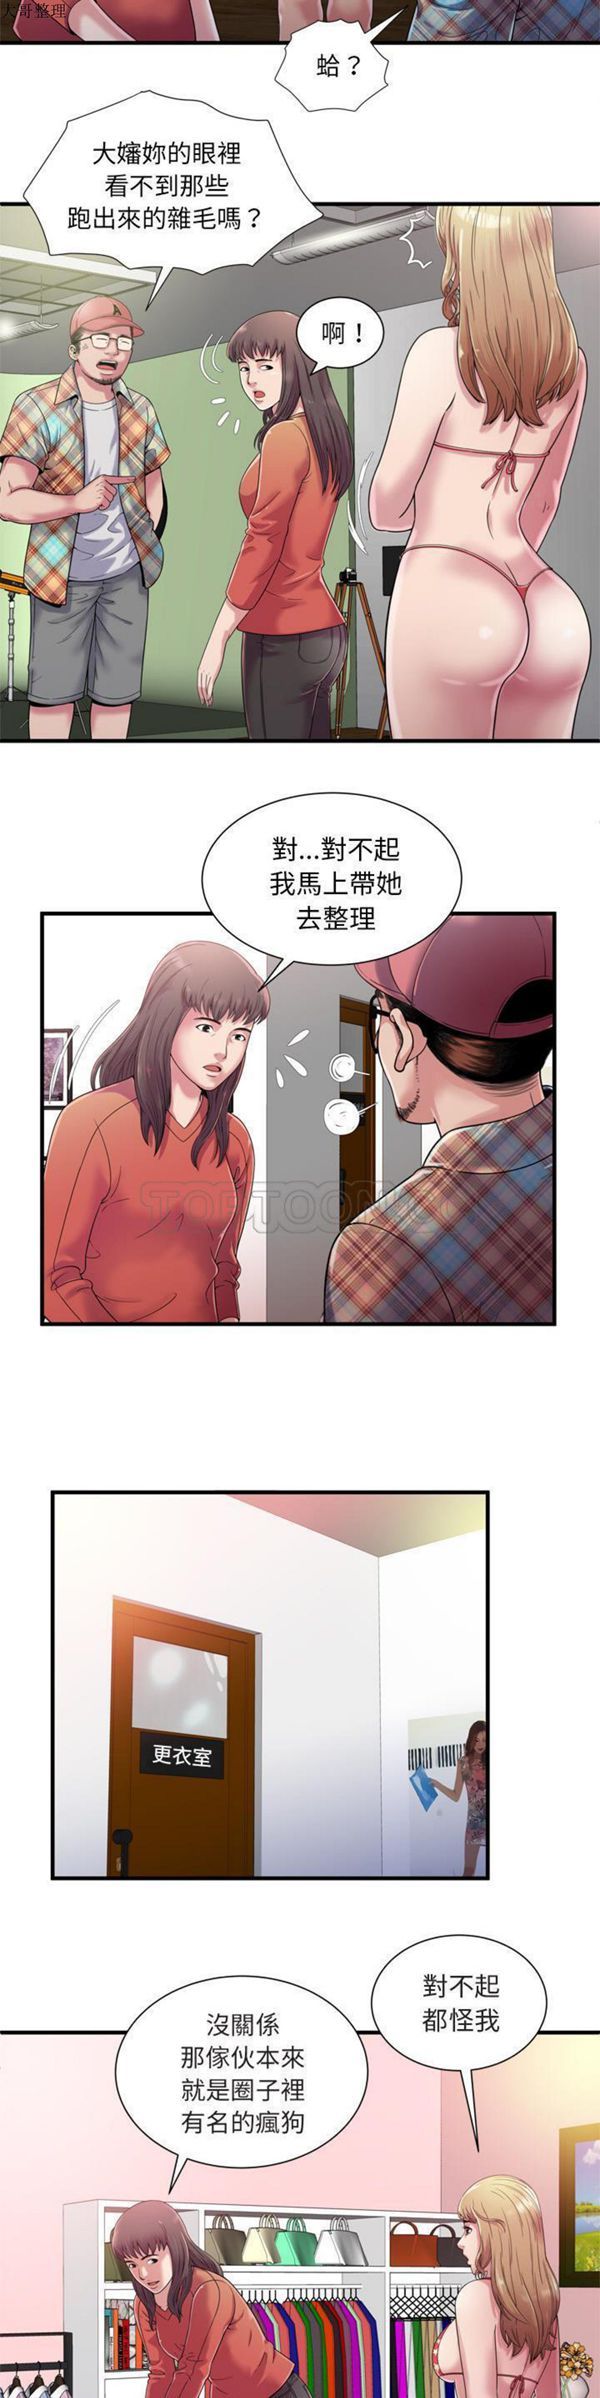 大哥整理
蛤？
大嬸妳的眼裡
看不到那些
跑出來的雜毛嗎？
啊！
對...對不起
我馬上帶她
去整理
TOPTOON
更衣室
對不起
都怪我
沒關係
那傢伙本來
就是圈子裡
有名的瘋狗